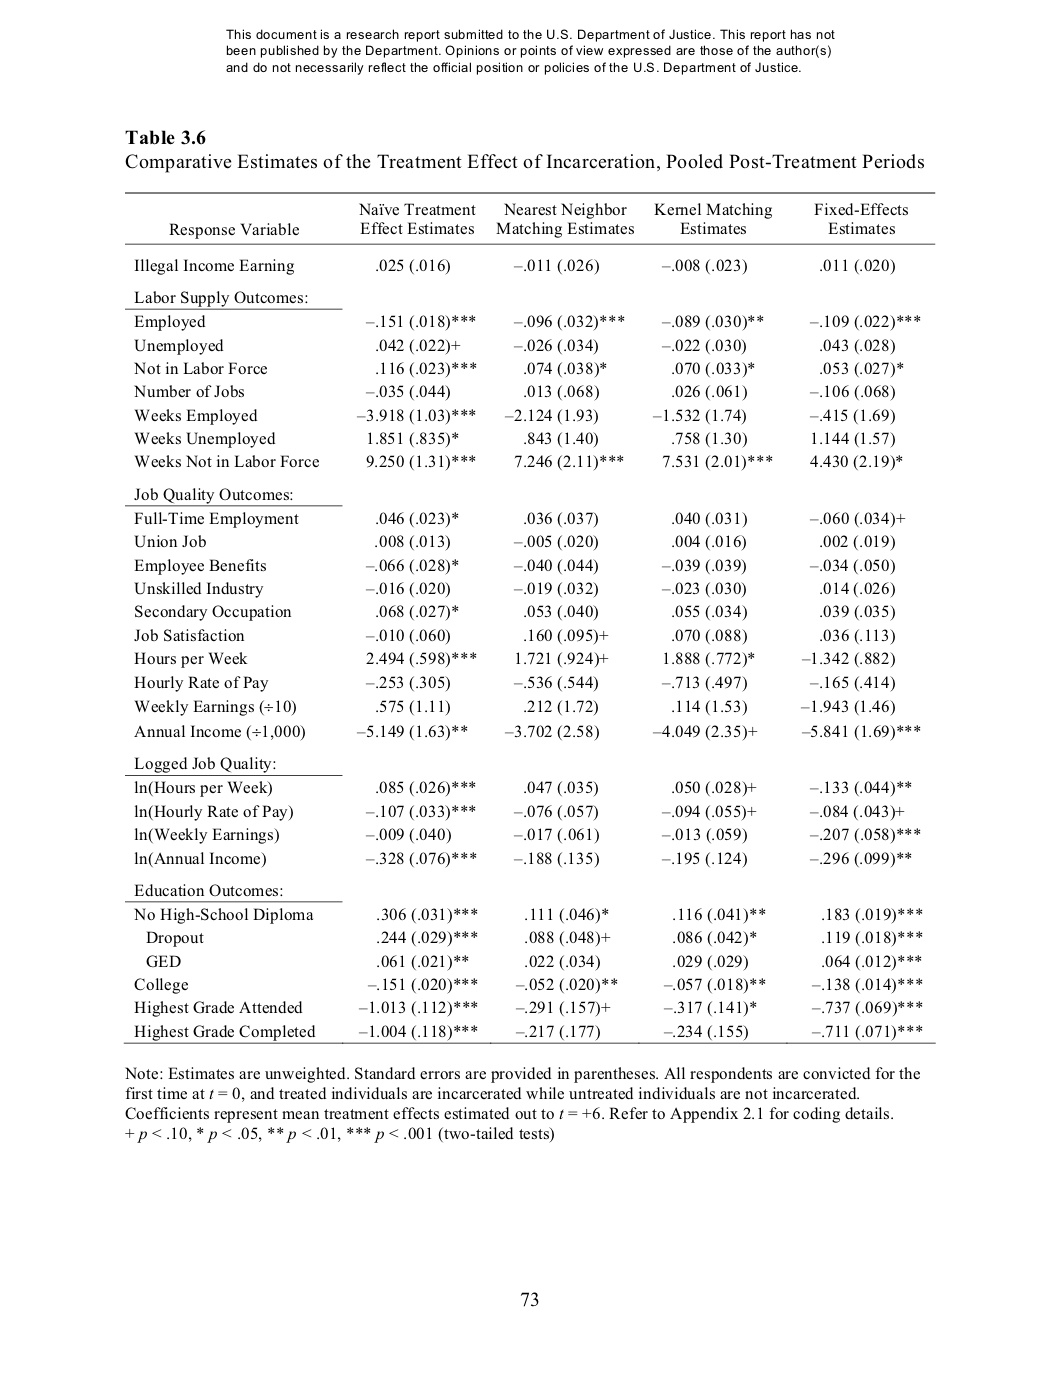 This document is a research report submitted to the U.S. Department of Justice. This report has not
been published by the Department. Opinions or points of view expressed are those of the author(s)
and do not necessarily reflect the official position or policies of the U.S. Department of Justice.
Table 3.6
Comparative Estimates of the Treatment Effect of Incarceration, Pooled Post-Treatment Periods
Response Variable | Naïve Treatment Effect Estimates | Nearest Neighbor Matching Estimates | Kernel Matching Estimates | Fixed-Effects Estimates
Illegal Income Earning .025 (.016) –.011 (.026) –.008 (.023) .011 (.020)
Labor Supply Outcomes:
Employed –.151 (.018)*** –.096 (.032)*** –.089 (.030)** –.109 (.022)***
Unemployed .042 (.022)+ –.026 (.034) –.022 (.030) .043 (.028)
Not in Labor Force .116 (.023)*** .074 (.038)* .070 (.033)* .053 (.027)*
Number of Jobs –.035 (.044) .013 (.068) .026 (.061) –.106 (.068)
Weeks Employed –3.918 (1.03)*** –2.124 (1.93) –1.532 (1.74) –.415 (1.69)
Weeks Unemployed 1.851 (.835)* .843 (1.40) .758 (1.30) 1.144 (1.57)
Weeks Not in Labor Force 9.250 (1.31)*** 7.246 (2.11)*** 7.531 (2.01)*** 4.430 (2.19)*
Job Quality Outcomes:
Full-Time Employment .046 (.023)* .036 (.037) .040 (.031) –.060 (.034)+
Union Job .008 (.013) –.005 (.020) .004 (.016) .002 (.019)
Employee Benefits –.066 (.028)* –.040 (.044) –.039 (.039) –.034 (.050)
Unskilled Industry –.016 (.020) –.019 (.032) –.023 (.030) .014 (.026)
Secondary Occupation .068 (.027)* .053 (.040) .055 (.034) .039 (.035)
Job Satisfaction –.010 (.060) .160 (.095)+ .070 (.088) .036 (.113)
Hours per Week 2.494 (.598)*** 1.721 (.924)+ 1.888 (.772)* –1.342 (.882)
Hourly Rate of Pay –.253 (.305) –.536 (.544) –.713 (.497) –.165 (.414)
Weekly Earnings (÷10) .575 (1.11) .212 (1.72) .114 (1.53) –1.943 (1.46)
Annual Income (÷1,000) –5.149 (1.63)** –3.702 (2.58) –4.049 (2.35)+ –5.841 (1.69)***
Logged Job Quality:
ln(Hours per Week) .085 (.026)*** .047 (.035) .050 (.028)+ –.133 (.044)**
ln(Hourly Rate of Pay) –.107 (.033)*** –.076 (.057) –.094 (.055)+ –.084 (.043)+
ln(Weekly Earnings) –.009 (.040) –.017 (.061) –.013 (.059) –.207 (.058)***
ln(Annual Income) –.328 (.076)*** –.188 (.135) –.195 (.124) –.296 (.099)**
Education Outcomes:
No High-School Diploma .306 (.031)*** .111 (.046)* .116 (.041)** .183 (.019)***
Dropout .244 (.029)*** .088 (.048)+ .086 (.042)* .119 (.018)***
GED .061 (.021)** .022 (.034) .029 (.029) .064 (.012)***
College –.151 (.020)*** –.052 (.020)** –.057 (.018)** –.138 (.014)***
Highest Grade Attended –1.013 (.112)*** –.291 (.157)+ –.317 (.141)* –.737 (.069)***
Highest Grade Completed –1.004 (.118)*** –.217 (.177) –.234 (.155) –.711 (.071)***
Note: Estimates are unweighted. Standard errors are provided in parentheses. All respondents are convicted for the
first time at t = 0, and treated individuals are incarcerated while untreated individuals are not incarcerated.
Coefficients represent mean treatment effects estimated out to t = +6. Refer to Appendix 2.1 for coding details.
+ p < .10, * p < .05, ** p < .01, *** p < .001 (two-tailed tests)
73